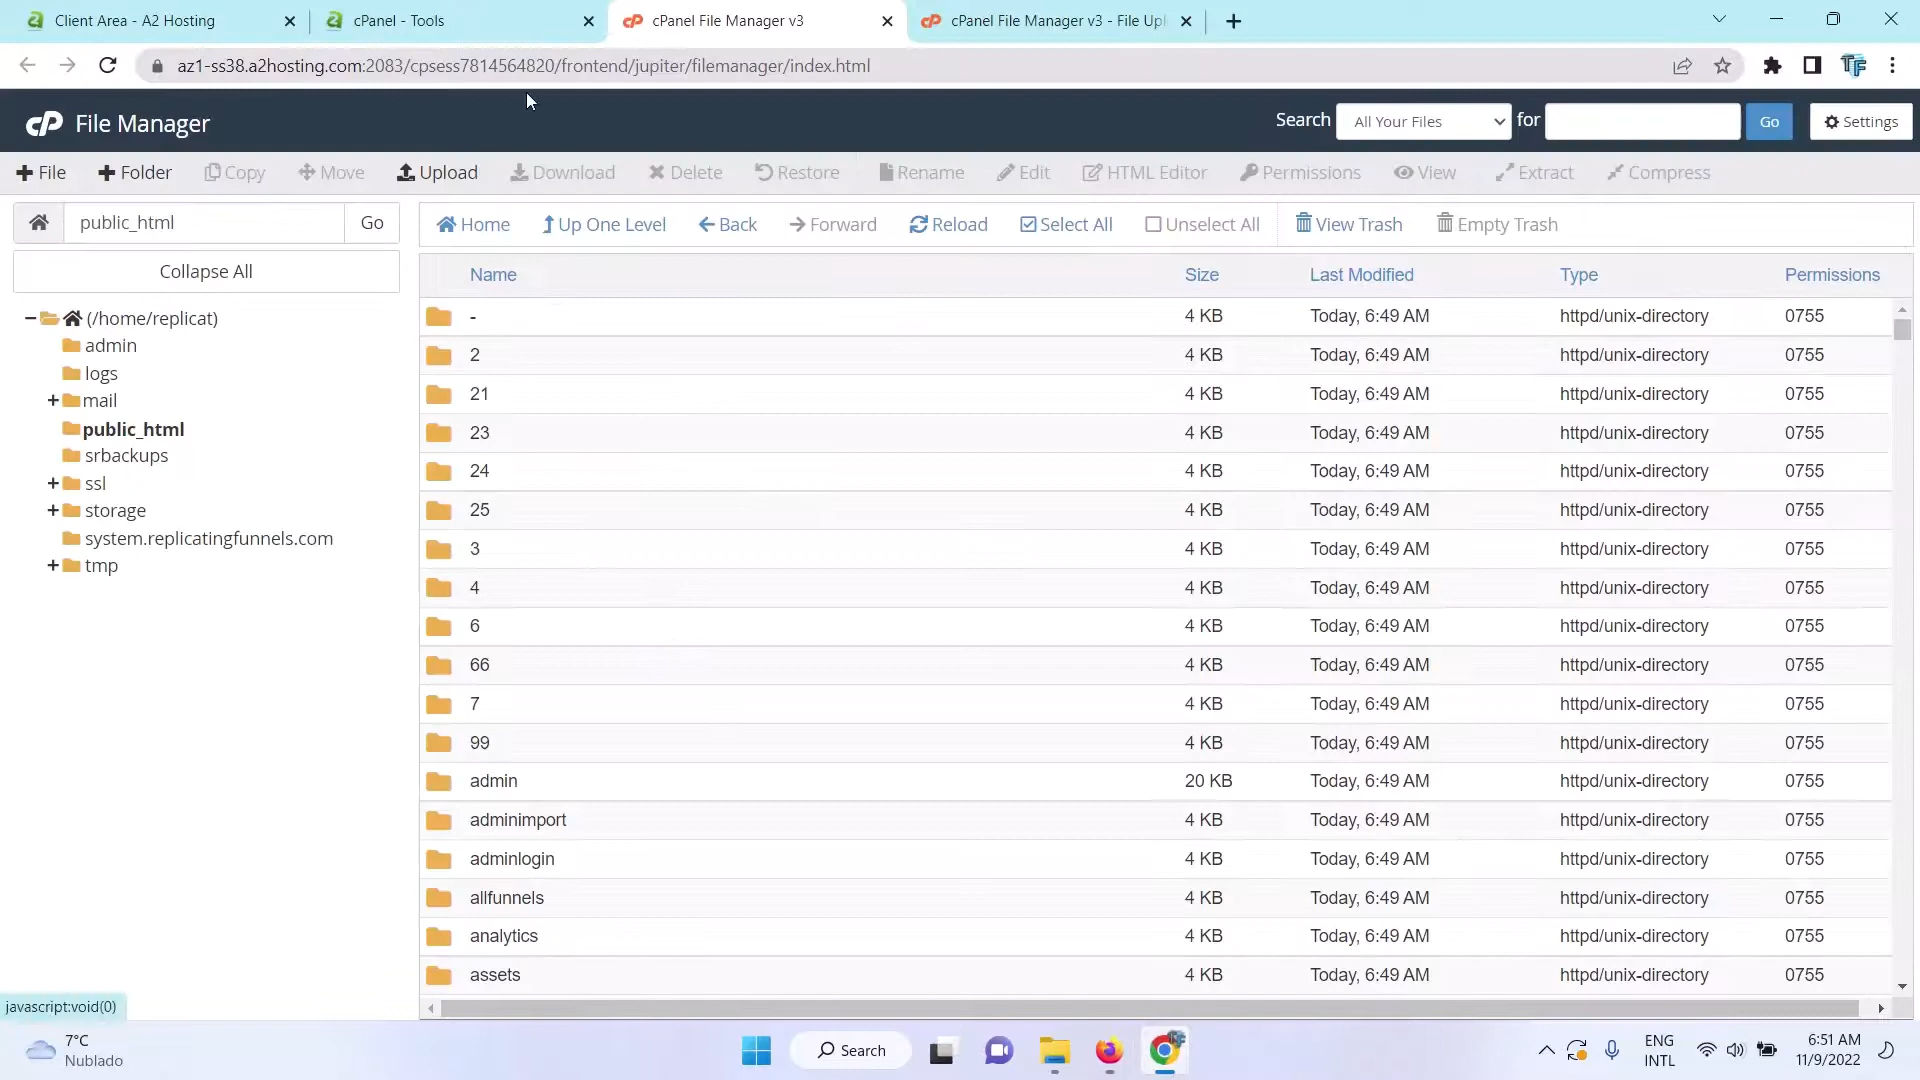 Client Area - A2 Hosting
cPanel - Tools
cPanel File Manager v3
cPanel File Manager v3 - File Upl
az1-ss38.a2hosting.com:2083/cpsess7814564820/frontend/jupiter/filemanager/index.html
cP File Manager
Search All Your Files for Go Settings
File Folder Copy Move Upload Download Delete Restore Rename Edit HTML Editor Permissions View Extract Compress
public_html Go
Home Up One Level Back Forward Reload Select All Unselect All View Trash Empty Trash
Collapse All
(/home/replicat)
admin
logs
mail
public_html
srbackups
ssl
storage
system.replicatingfunnels.com
tmp
Name Size Last Modified Type Permissions
- 4 KB Today, 6:49 AM httpd/unix-directory 0755
2 4 KB Today, 6:49 AM httpd/unix-directory 0755
21 4 KB Today, 6:49 AM httpd/unix-directory 0755
23 4 KB Today, 6:49 AM httpd/unix-directory 0755
24 4 KB Today, 6:49 AM httpd/unix-directory 0755
25 4 KB Today, 6:49 AM httpd/unix-directory 0755
3 4 KB Today, 6:49 AM httpd/unix-directory 0755
4 4 KB Today, 6:49 AM httpd/unix-directory 0755
6 4 KB Today, 6:49 AM httpd/unix-directory 0755
66 4 KB Today, 6:49 AM httpd/unix-directory 0755
7 4 KB Today, 6:49 AM httpd/unix-directory 0755
99 4 KB Today, 6:49 AM httpd/unix-directory 0755
admin 20 KB Today, 6:49 AM httpd/unix-directory 0755
adminimport 4 KB Today, 6:49 AM httpd/unix-directory 0755
adminlogin 4 KB Today, 6:49 AM httpd/unix-directory 0755
allfunnels 4 KB Today, 6:49 AM httpd/unix-directory 0755
analytics 4 KB Today, 6:49 AM httpd/unix-directory 0755
assets 4 KB Today, 6:49 AM httpd/unix-directory 0755
javascript:void(0)
7°C
Nublado
Search
ENG
INTL
6:51 AM
11/9/2022